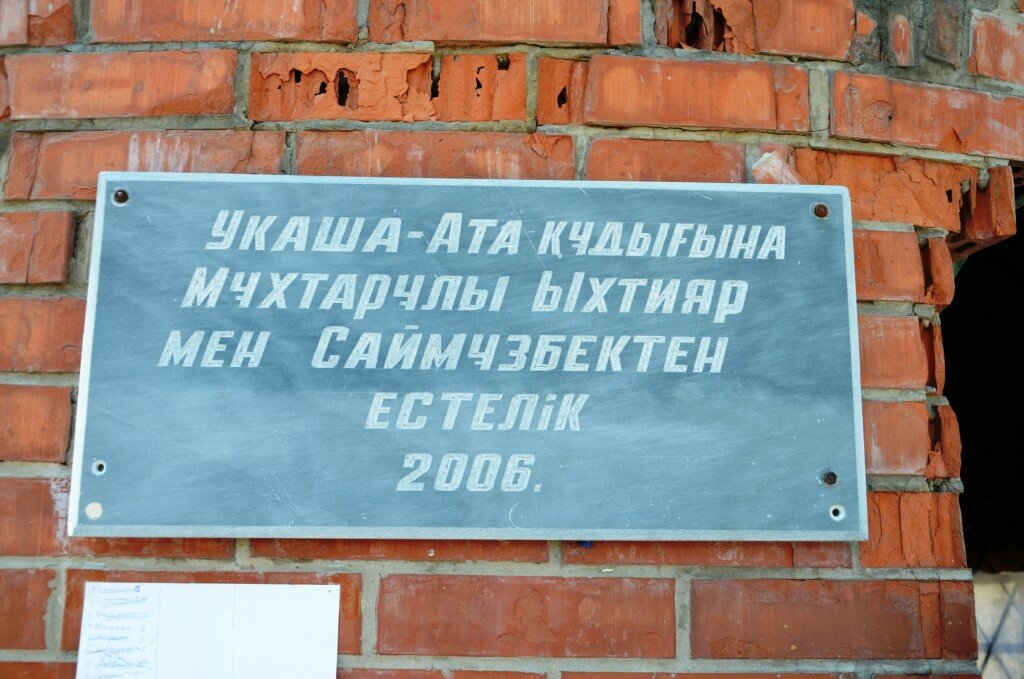 Укаша-Ата құдығына
Мұхтарұлы Ыхтияр
мен Саймұзбектен
естелік
2006.